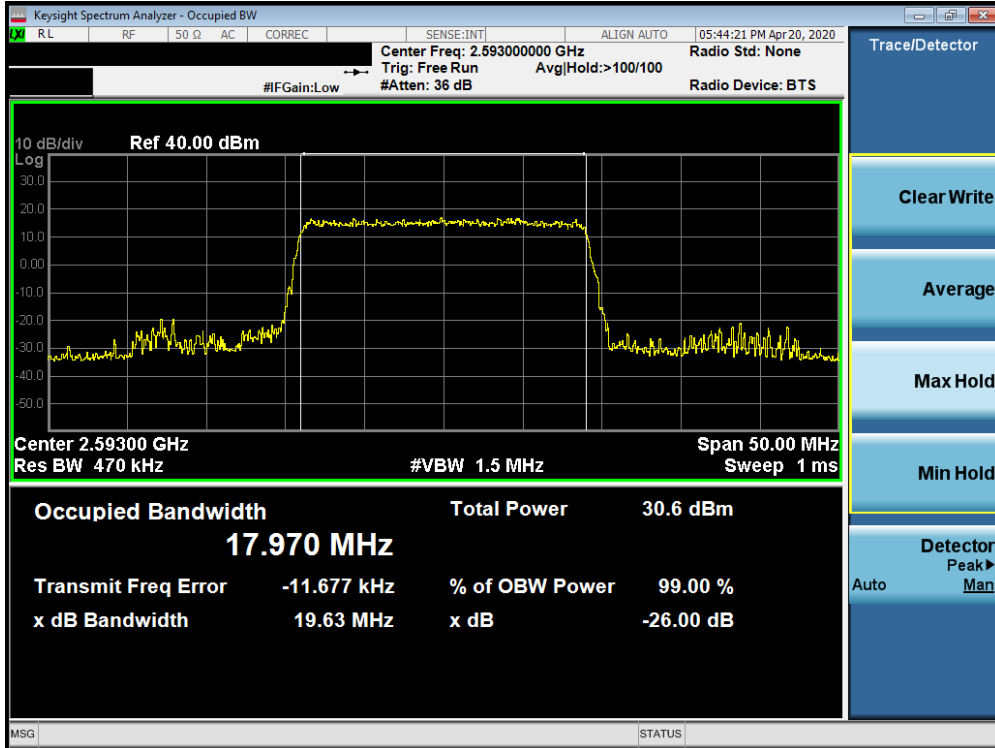 Keysight Spectrum Analyzer - Occupied BW
LXI RL RF 50 Ω AC CORREC SENSE:INT ALIGN AUTO 05:44:21 PM Apr 20, 2020
Center Freq: 2.593000000 GHz Radio Std: None
Trig: Free Run Avg|Hold:>100/100
#IFGain:Low #Atten: 36 dB Radio Device: BTS
Trace/Detector
10 dB/div Ref 40.00 dBm
Log
30.0
20.0
10.0
0.00
-10.0
-20.0
-30.0
-40.0
-50.0
Center 2.59300 GHz Span 50.00 MHz
Res BW 470 kHz #VBW 1.5 MHz Sweep 1 ms
Occupied Bandwidth Total Power 30.6 dBm
17.970 MHz
Transmit Freq Error -11.677 kHz % of OBW Power 99.00 %
x dB Bandwidth 19.63 MHz x dB -26.00 dB
Clear Write
Average
Max Hold
Min Hold
Detector
Peak▶
Auto Man
MSG STATUS